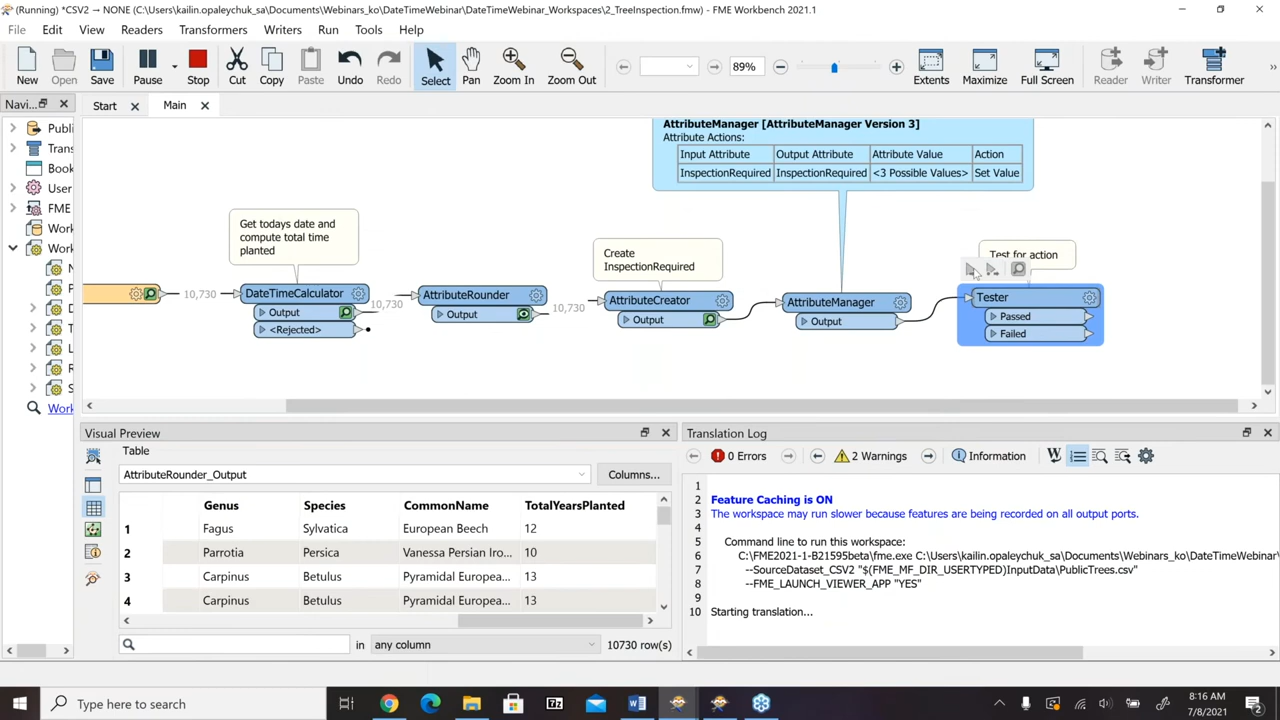 (Running) *CSV2 → NONE (C:\Users\kailin.opaleychuk_sa\Documents\Webinars_ko\DateTimeWebinar\DateTimeWebinar_Workspaces\2_TreeInspection.fmw) - FME Workbench 2021.1
File Edit View Readers Transformers Writers Run Tools Help
New Open Save Pause Stop Cut Copy Paste Undo Redo Select Pan Zoom In Zoom Out 89% Extents Maximize Full Screen Reader Writer Transformer
Navi... Start Main
Publi
Trans
Book
User
FME
Work
Work
N
P
C
D
T
L
R
S
Work
AttributeManager [AttributeManager Version 3]
Attribute Actions:
Input Attribute Output Attribute Attribute Value Action
InspectionRequired InspectionRequired <3 Possible Values> Set Value
Get todays date and
compute total time
planted
Create
InspectionRequired
Test for action
10,730 DateTimeCalculator 10,730 AttributeRounder 10,730 AttributeCreator AttributeManager Tester
Output Output Output Output Passed
<Rejected> Failed
Visual Preview
Table
AttributeRounder_Output Columns...
Genus Species CommonName TotalYearsPlanted
1 Fagus Sylvatica European Beech 12
2 Parrotia Persica Vanessa Persian Iro... 10
3 Carpinus Betulus Pyramidal Europea... 13
4 Carpinus Betulus Pyramidal Europea... 13
in any column 10730 row(s)
Translation Log
0 Errors 2 Warnings Information
1
2 Feature Caching is ON
3 The workspace may run slower because features are being recorded on all output ports.
4
5 Command line to run this workspace:
6 C:\FME2021-1-B21595beta\fme.exe C:\Users\kailin.opaleychuk_sa\Documents\Webinars_ko\DateTimeWebinar
7 --SourceDataset_CSV2 "$(FME_MF_DIR_USERTYPED)InputData\PublicTrees.csv"
8 --FME_LAUNCH_VIEWER_APP "YES"
9
10 Starting translation...
Type here to search
8:16 AM
7/8/2021
2